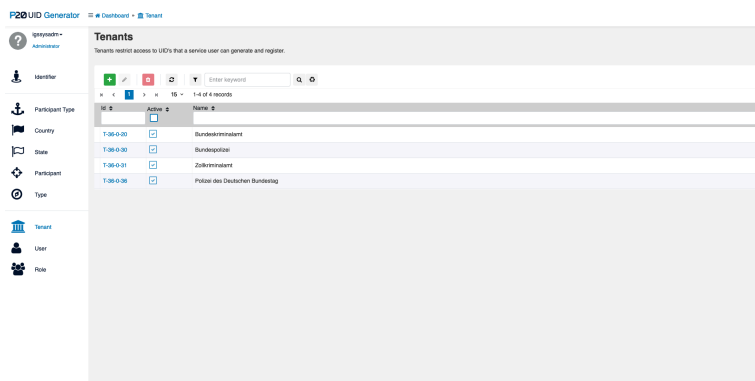 P20 UID Generator
Dashboard
Tenant
igssysadm
Administrator
Identifier
Participant Type
Country
State
Participant
Type
Tenant
User
Role
Tenants
Tenants restrict access to UID's that a service user can generate and register.
Enter keyword
1
15
1-4 of 4 records
Id Active Name
T-36-0-20 Bundeskriminalamt
T-36-0-30 Bundespolizei
T-36-0-31 Zollkriminalamt
T-36-0-36 Polizei des Deutschen Bundestag